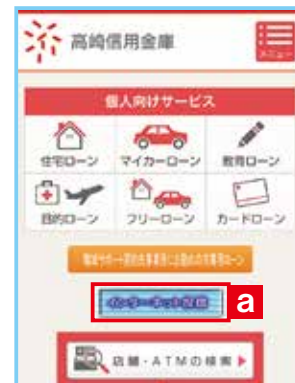 高崎信用金庫
メニュー
個人向けサービス
住宅ローン マイカーローン 教育ローン
目的ローン フリーローン カードローン
a
店舗・ATMの検索